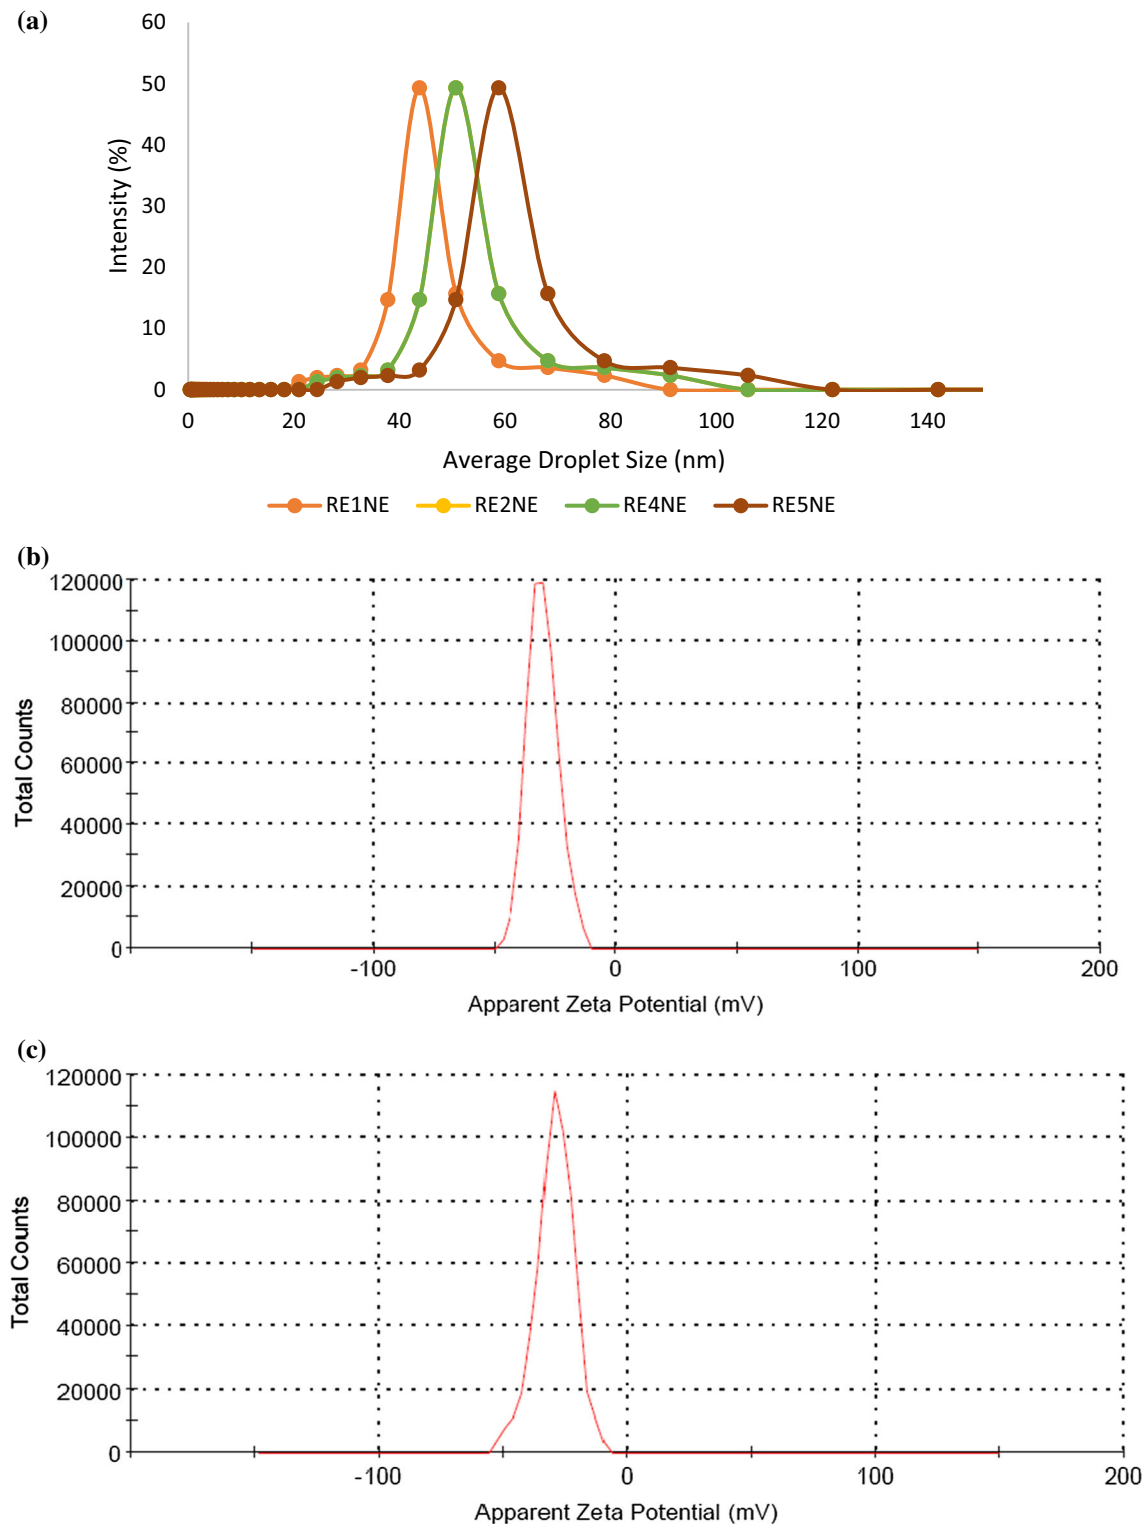 (a)
60
50
40
30
20
10
0
Intensity (%)
0 20 40 60 80 100 120 140
Average Droplet Size (nm)
RE1NE RE2NE RE4NE RE5NE
(b)
120000
100000
80000
60000
40000
20000
0
Total Counts
-100 0 100 200
Apparent Zeta Potential (mV)
(c)
120000
100000
80000
60000
40000
20000
0
Total Counts
-100 0 100 200
Apparent Zeta Potential (mV)